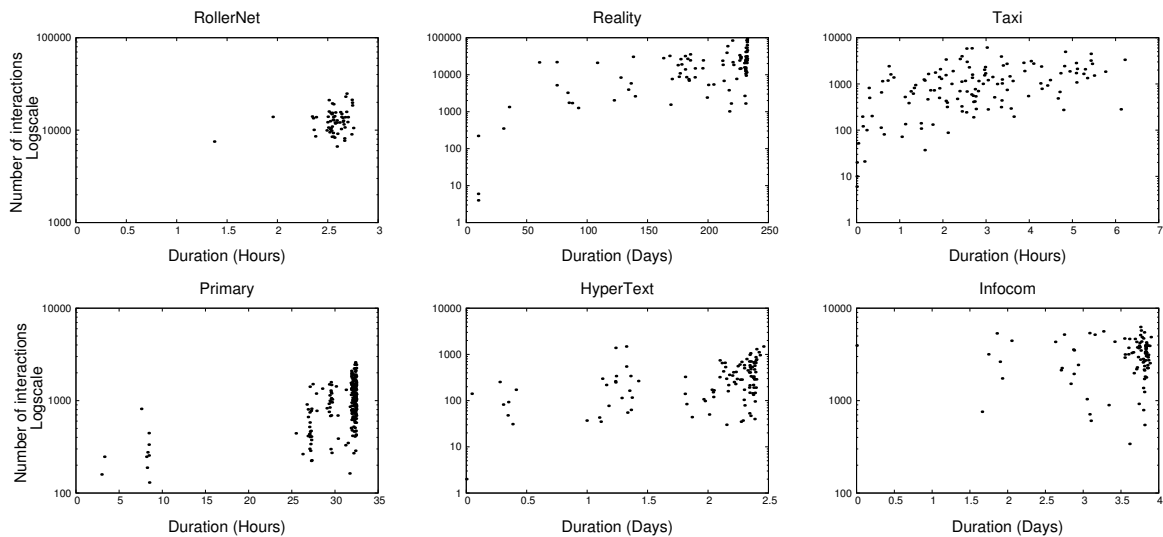 RollerNet
Reality
Taxi
Number of interactions
Logscale
100000
10000
1000
0 0.5 1 1.5 2 2.5 3
Duration (Hours)
100000
10000
1000
100
10
1
0 50 100 150 200 250
Duration (Days)
10000
1000
100
10
1
0 1 2 3 4 5 6 7
Duration (Hours)
Primary
HyperText
Infocom
Number of interactions
Logscale
10000
1000
100
0 5 10 15 20 25 30 35
Duration (Hours)
10000
1000
100
10
1
0 0.5 1 1.5 2 2.5
Duration (Days)
10000
1000
100
0 0.5 1 1.5 2 2.5 3 3.5 4
Duration (Days)